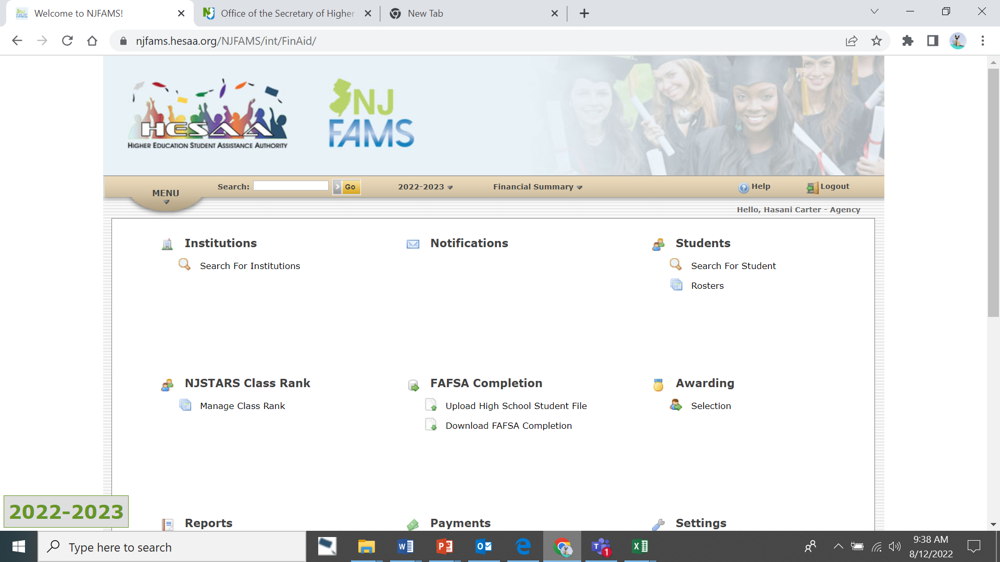 Welcome to NJFAMS!
Office of the Secretary of Higher
New Tab
njfams.hesaa.org/NJFAMS/int/FinAid/
HESAA
HIGHER EDUCATION STUDENT ASSISTANCE AUTHORITY
NJ
FAMS
MENU
Search:
Go
2022-2023
Financial Summary
Help
Logout
Hello, Hasani Carter - Agency
Institutions
Search For Institutions
Notifications
Students
Search For Student
Rosters
NJSTARS Class Rank
Manage Class Rank
FAFSA Completion
Upload High School Student File
Download FAFSA Completion
Awarding
Selection
2022-2023
Reports
Payments
Settings
Type here to search
1
9:38 AM
8/12/2022